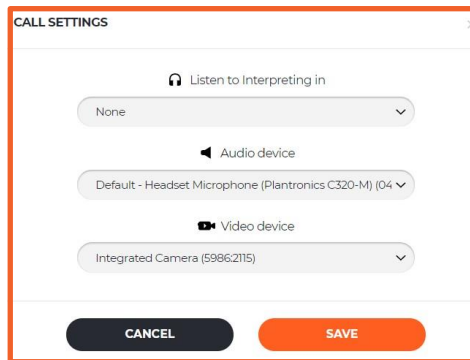 CALL SETTINGS
Listen to Interpreting in
None
Audio device
Default - Headset Microphone (Plantronics C320-M) (04
Video device
Integrated Camera (5986:2115)
CANCEL
SAVE